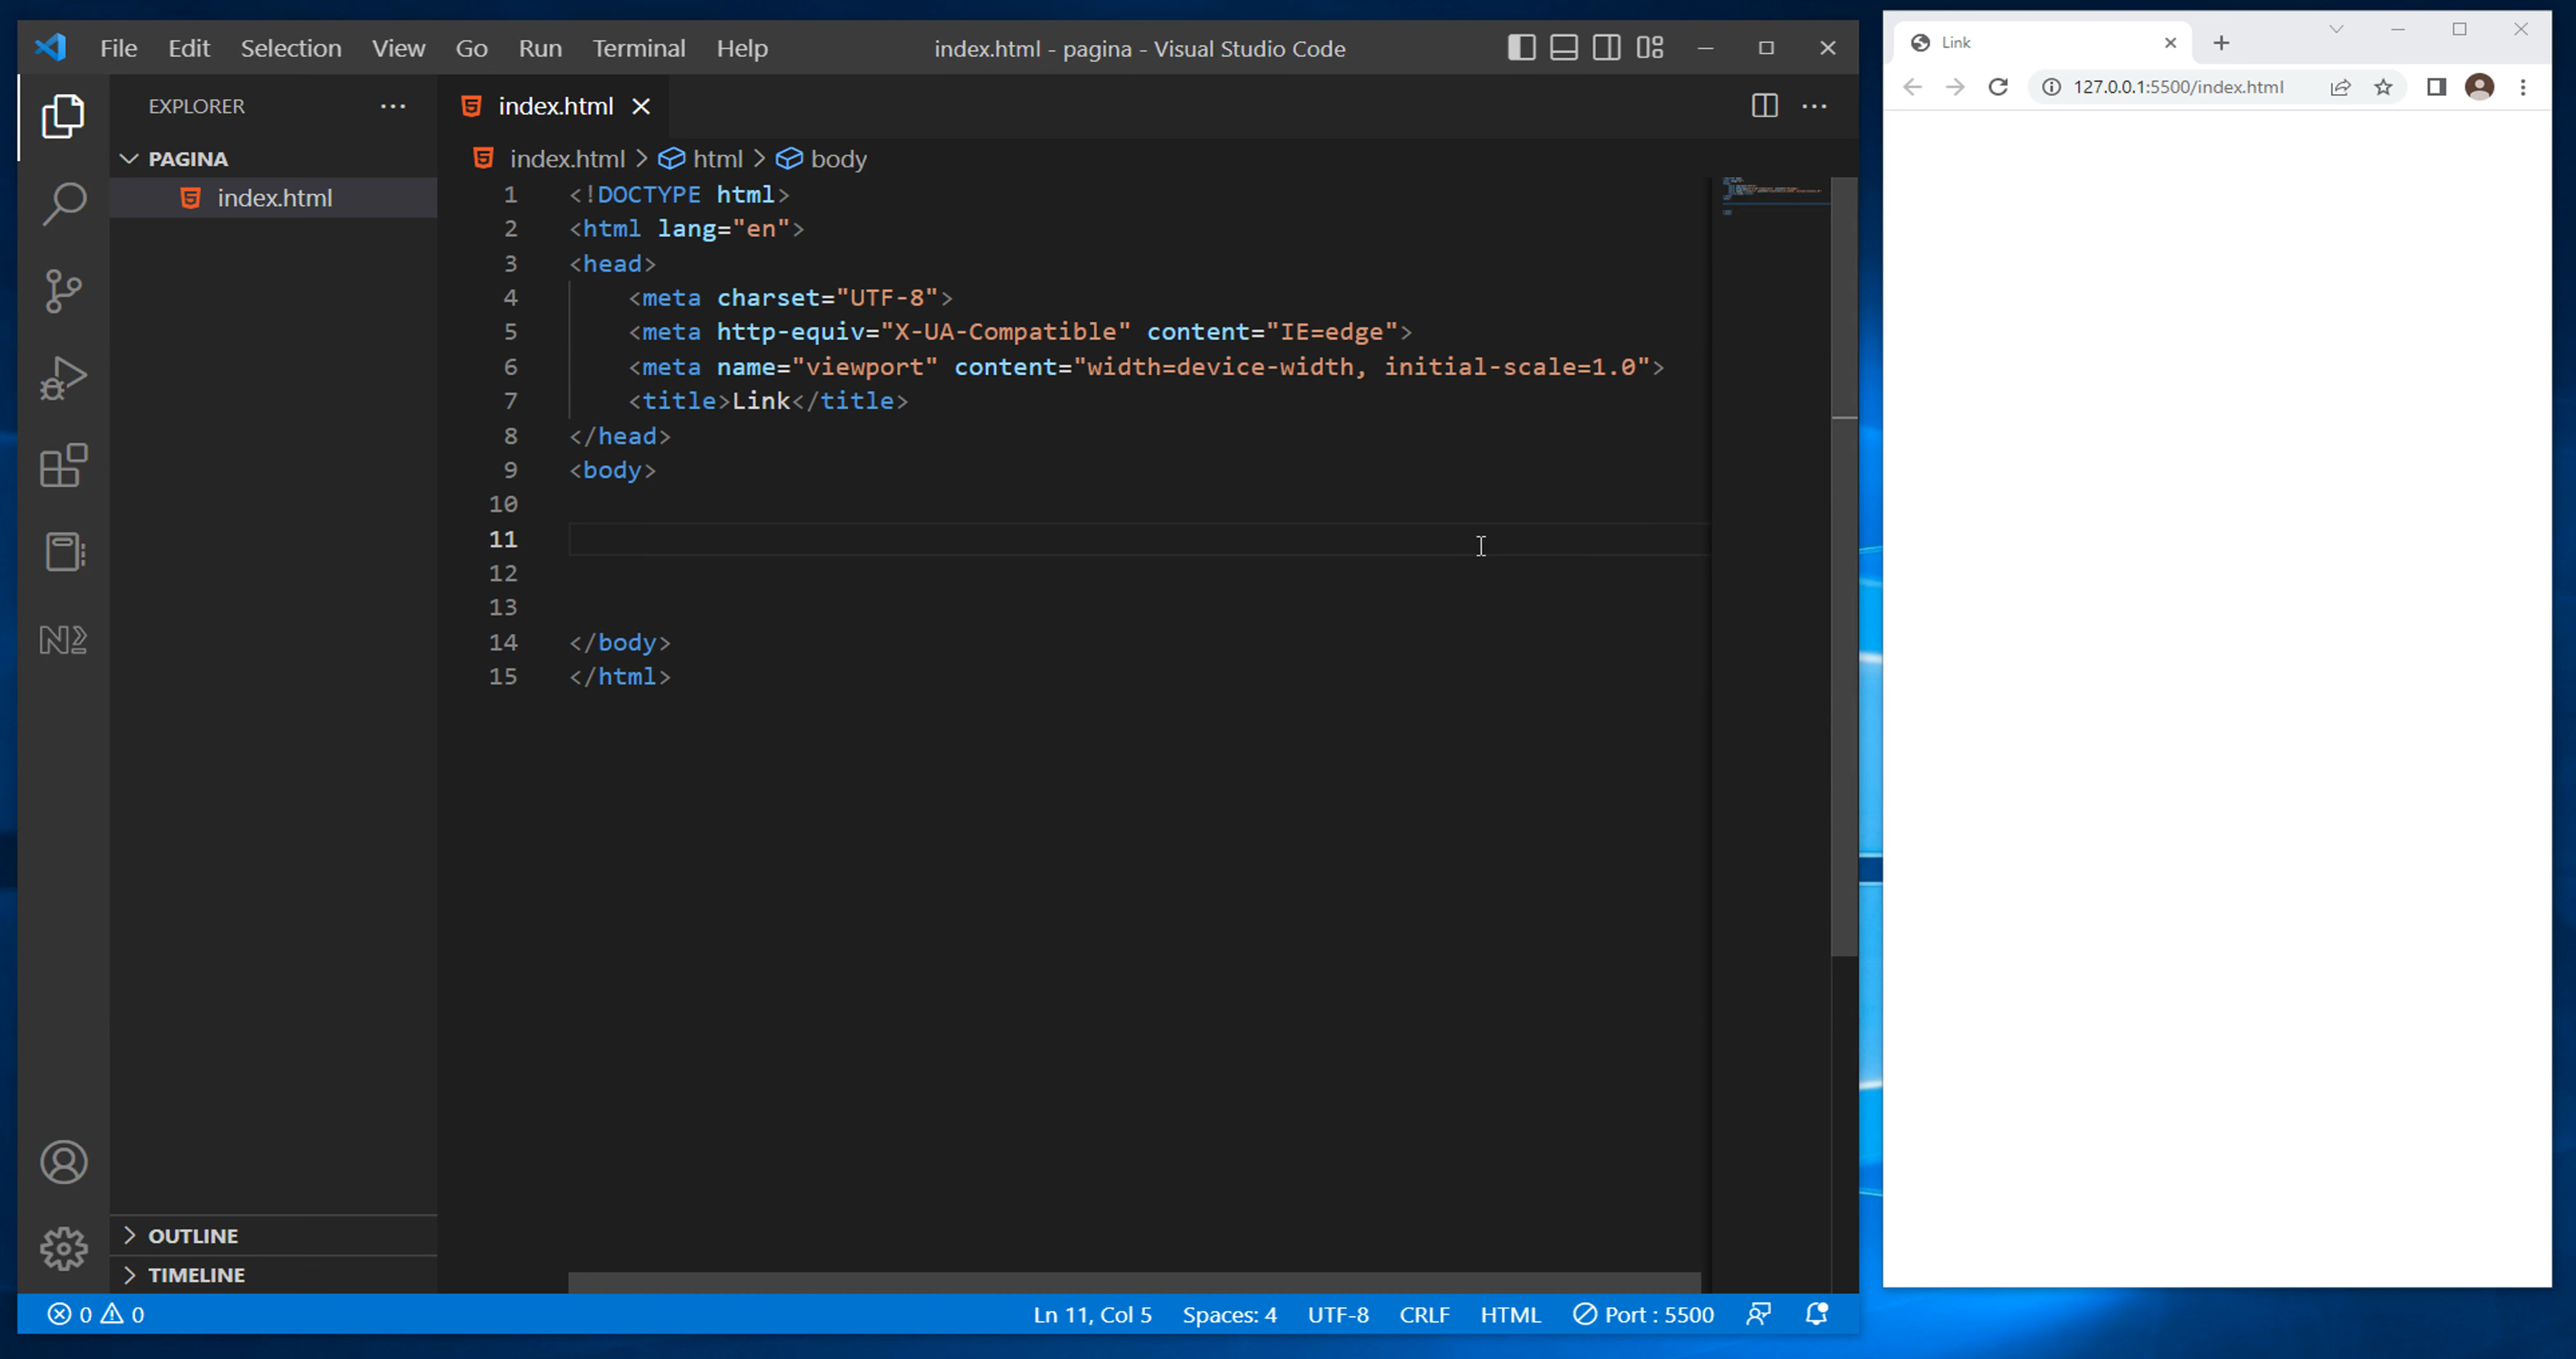 File Edit Selection View Go Run Terminal Help index.html - pagina - Visual Studio Code
EXPLORER
PAGINA
index.html
OUTLINE
TIMELINE
index.html
index.html > html > body
1 <!DOCTYPE html>
2 <html lang="en">
3 <head>
4 <meta charset="UTF-8">
5 <meta http-equiv="X-UA-Compatible" content="IE=edge">
6 <meta name="viewport" content="width=device-width, initial-scale=1.0">
7 <title>Link</title>
8 </head>
9 <body>
10
11
12
13
14 </body>
15 </html>
0 0 Ln 11, Col 5 Spaces: 4 UTF-8 CRLF HTML Port : 5500
Link
127.0.0.1:5500/index.html